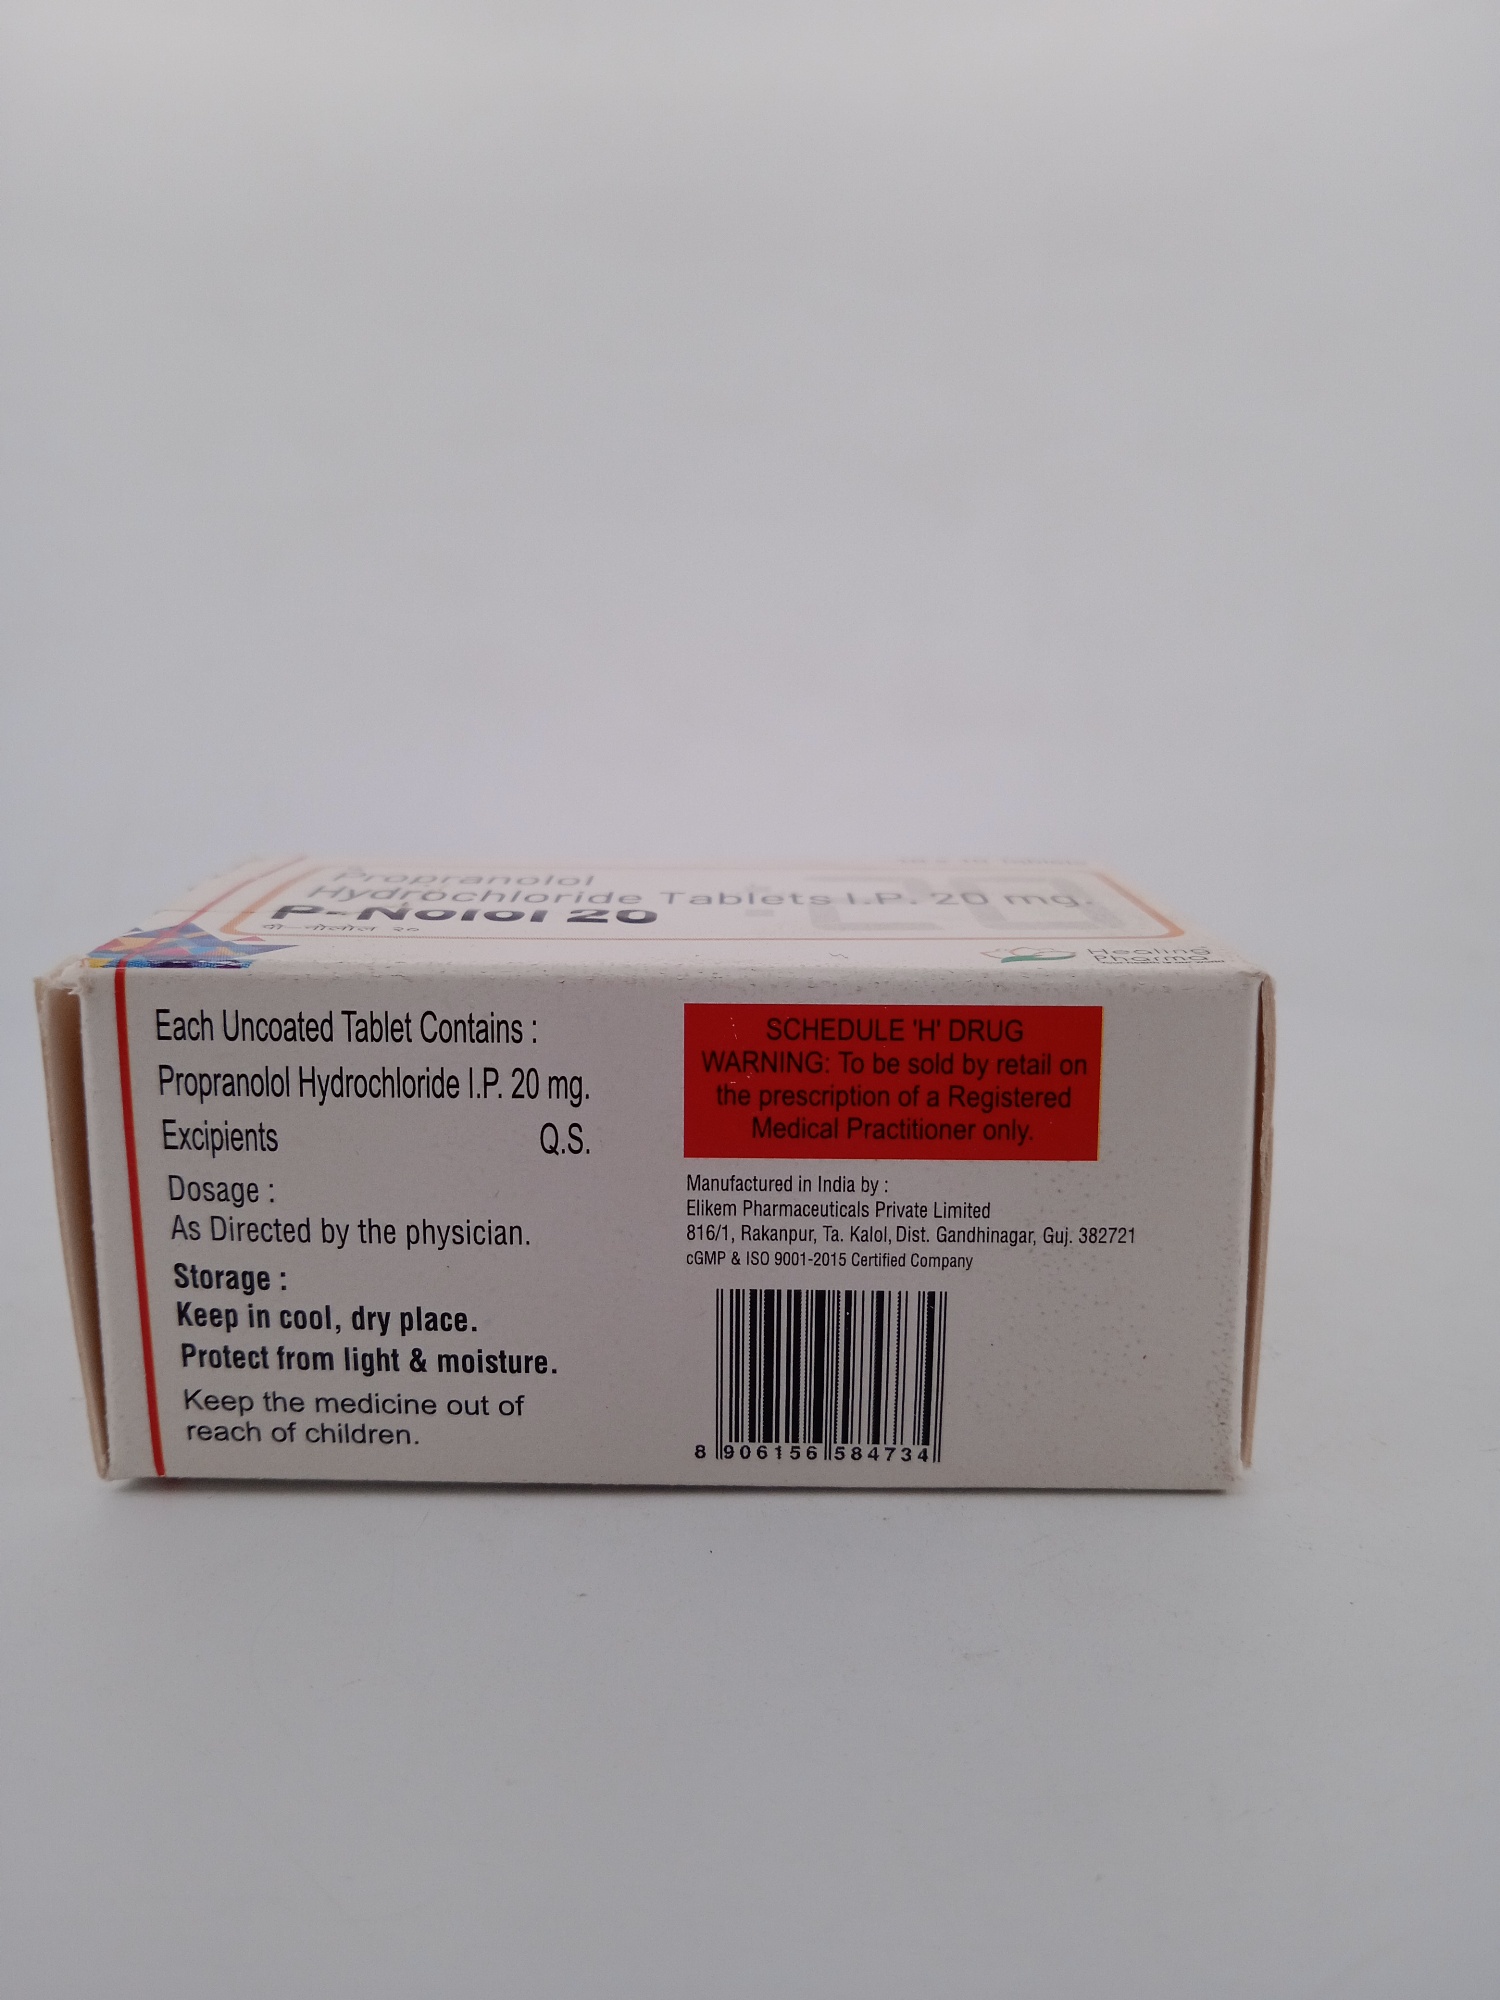 Propranolol
Hydrochloride Tablets I.P. 20 mg.
P-Nolol 20
पी-नोलोल २०
Healing
Pharma
Each Uncoated Tablet Contains :
Propranolol Hydrochloride I.P. 20 mg.
Excipients Q.S.
Dosage :
As Directed by the physician.
Storage :
Keep in cool, dry place.
Protect from light & moisture.
Keep the medicine out of
reach of children.
SCHEDULE 'H' DRUG
WARNING: To be sold by retail on
the prescription of a Registered
Medical Practitioner only.
Manufactured in India by :
Elikem Pharmaceuticals Private Limited
816/1, Rakanpur, Ta. Kalol, Dist. Gandhinagar, Guj. 382721
cGMP & ISO 9001-2015 Certified Company
8 906156 584734